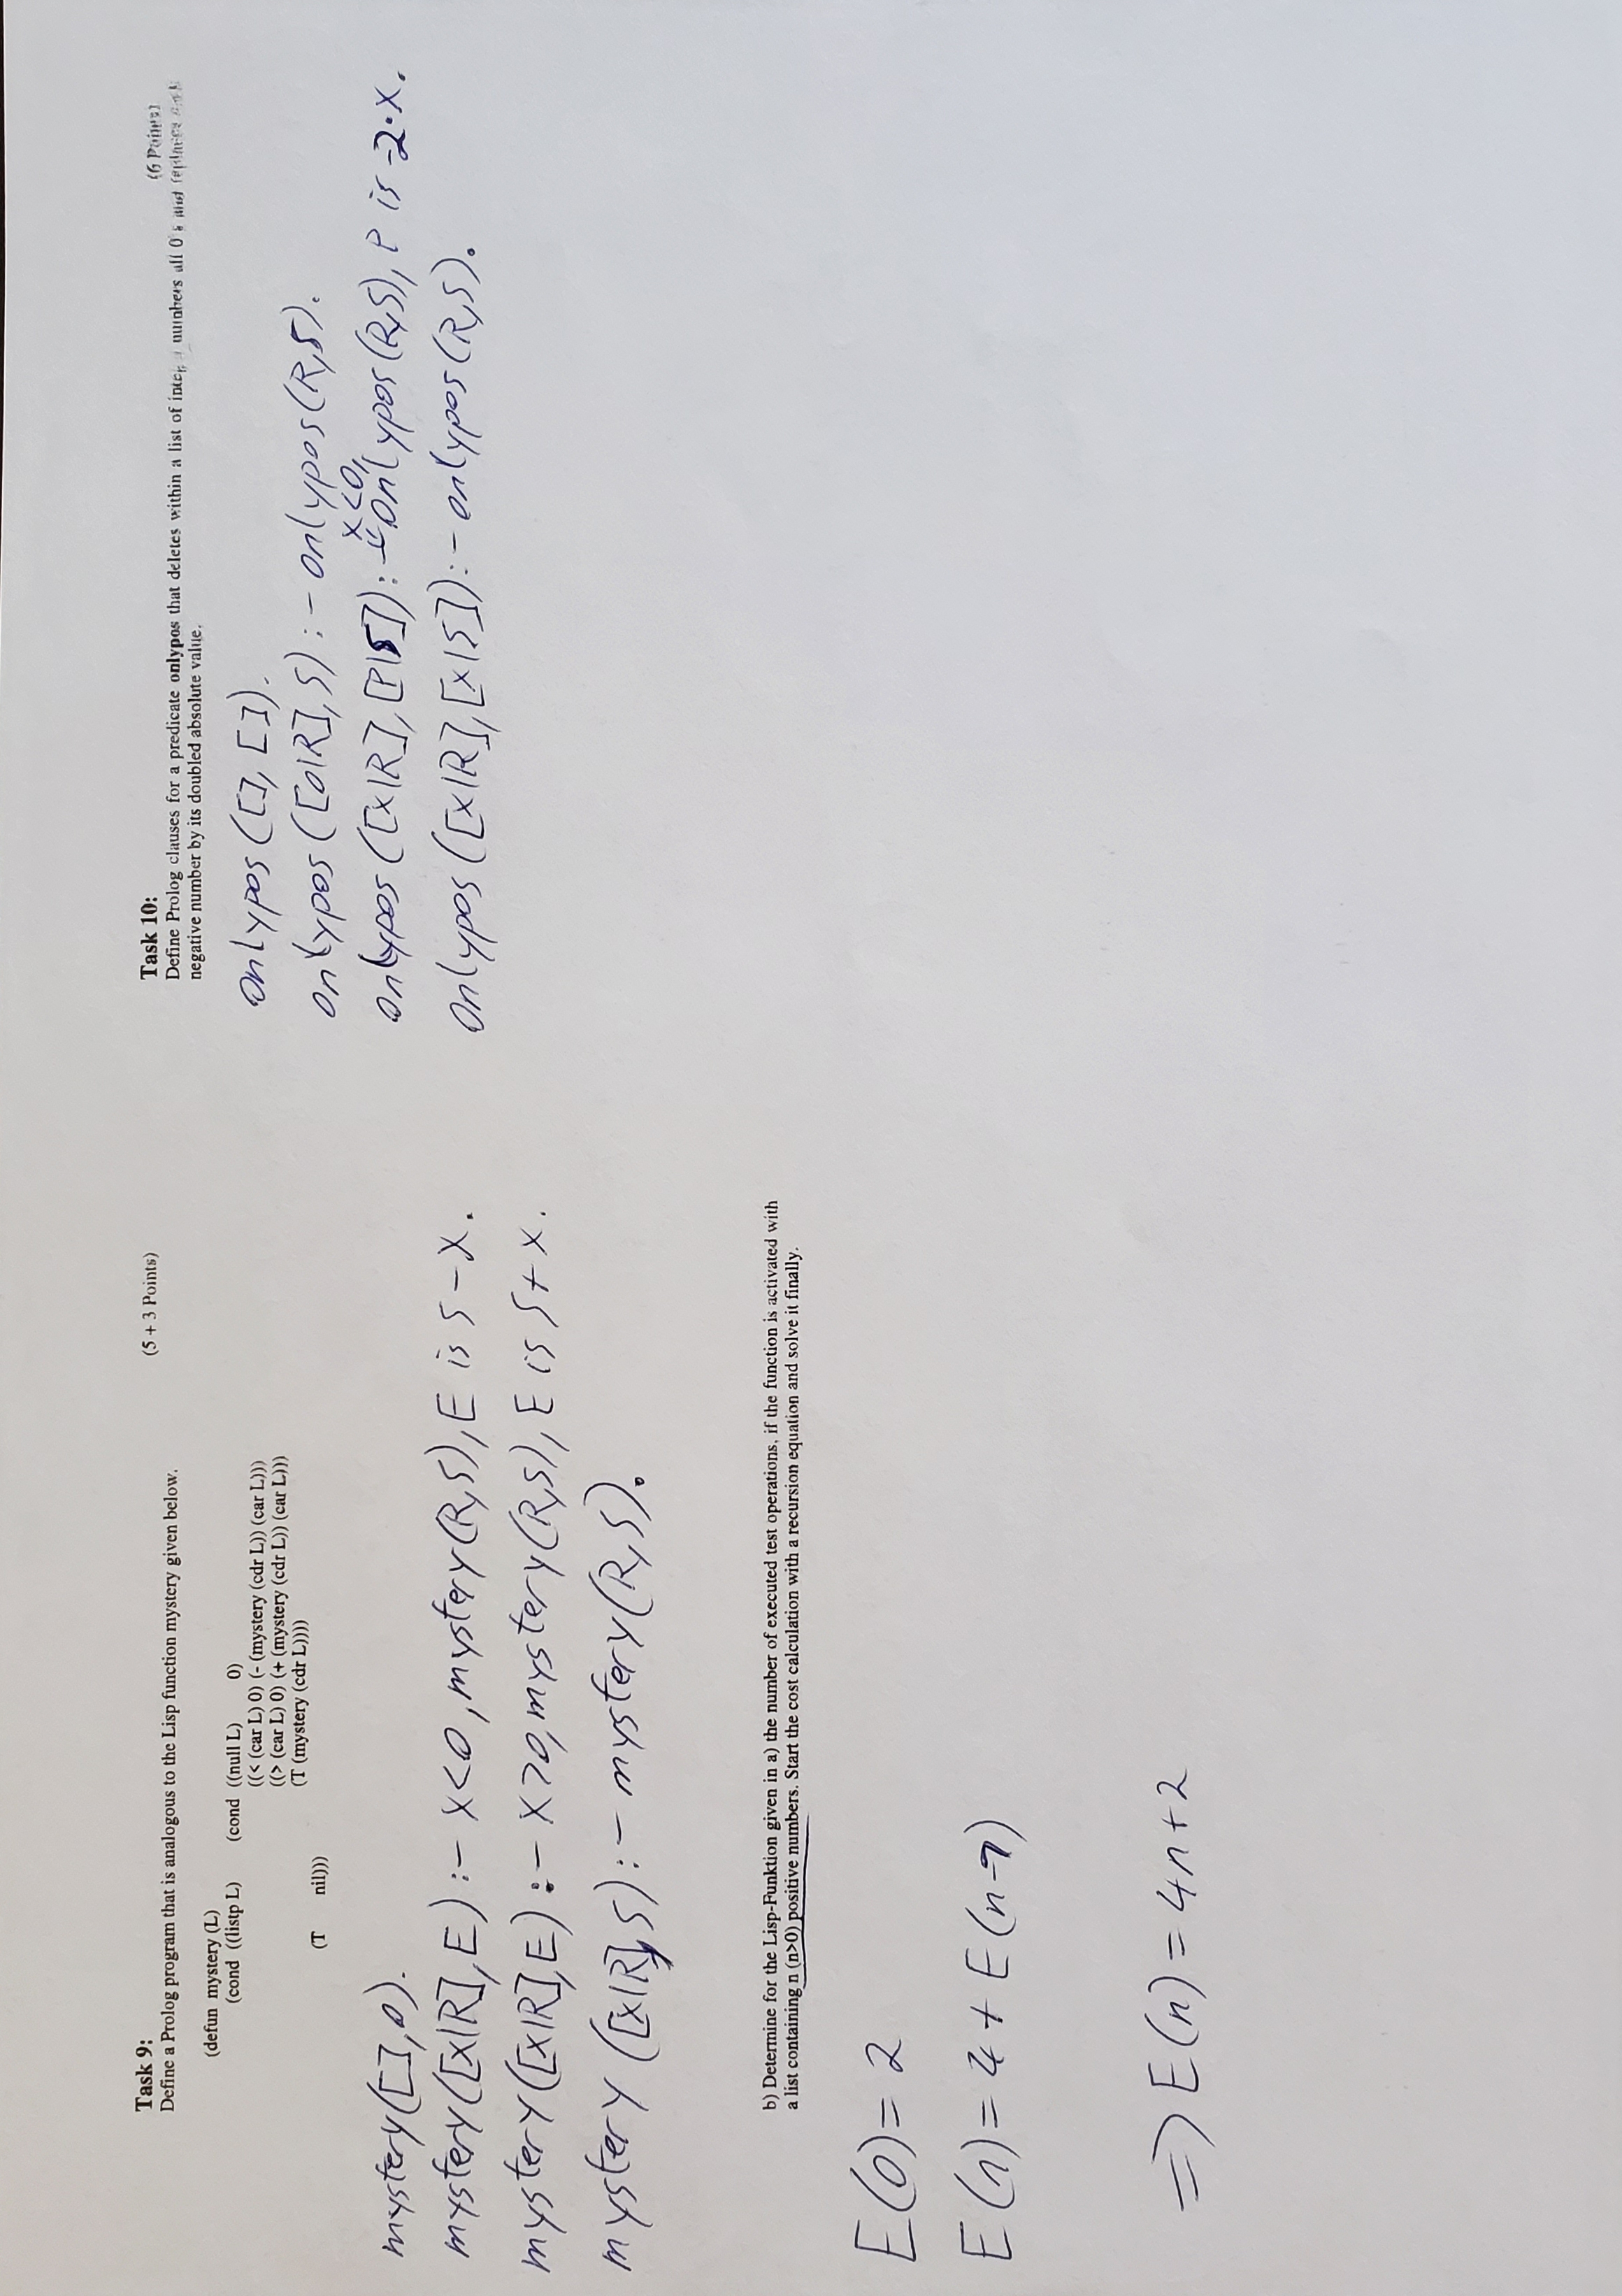 Task 9: (5 + 3 Points)
Define a Prolog program that is analogous to the Lisp function mystery given below.
(defun mystery (L)
(cond ((listp L) (cond ((null L) 0)
((< (car L) 0) (- (mystery (cdr L)) (car L)))
((> (car L) 0) (+ (mystery (cdr L)) (car L)))
(T (mystery (cdr L))))
(T nil)))
mystery([],0).
mystery([X|R],E) :- X<0, mystery(R,S), E is S-X.
mystery([X|R],E) :- X>0, mystery(R,S), E is S+X.
mystery([X|R],S) :- mystery(R,S).
b) Determine for the Lisp-Funktion given in a) the number of executed test operations, if the function is activated with
a list containing n (n>0) positive numbers. Start the cost calculation with a recursion equation and solve it finally.
E(0) = 2
E(n) = 4 + E(n-1)
=> E(n) = 4n+2
Task 10: (6 Points)
Define Prolog clauses for a predicate onlypos that deletes within a list of numbers all 0's and replaces each
negative number by its doubled absolute value.
onlypos([],[]).
onlypos([0|R],S) :- onlypos(R,S).
X<0,
onlypos([X|R],[P|S]) :- onlypos(R,S), P is -2*X.
onlypos([X|R],[X|S]) :- onlypos(R,S).